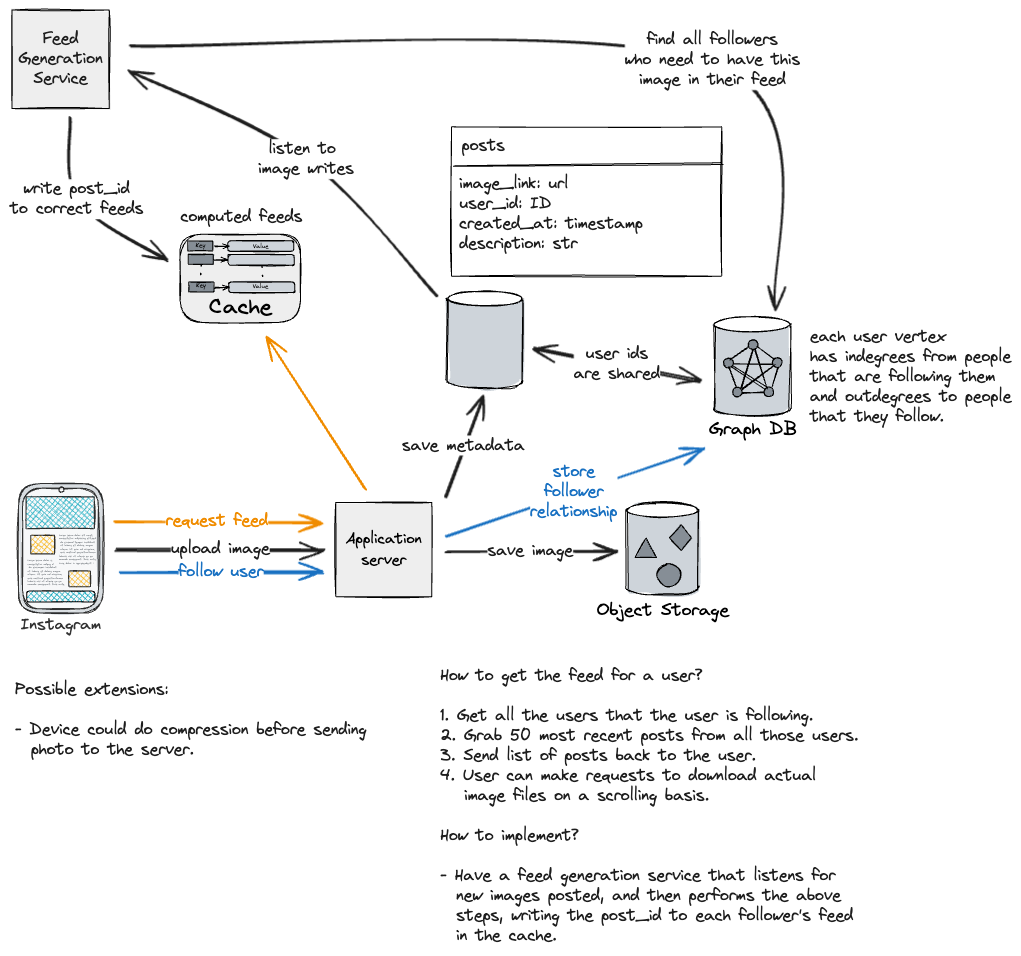 Feed
Generation
Service
find all followers
who need to have this
image in their feed
listen to
image writes
posts
image_link: url
user_id: ID
created_at: timestamp
description: str
write post_id
to correct feeds
computed feeds
Key
Value
Key
Value
Cache
user ids
are shared
each user vertex
has indegrees from people
that are following them
and outdegrees to people
that they follow.
Graph DB
save metadata
store
follower
relationship
request feed
upload image
follow user
Application
server
save image
Object Storage
Instagram
Possible extensions:
- Device could do compression before sending
photo to the server.
How to get the feed for a user?
1. Get all the users that the user is following.
2. Grab 50 most recent posts from all those users.
3. Send list of posts back to the user.
4. User can make requests to download actual
image files on a scrolling basis.
How to implement?
- Have a feed generation service that listens for
new images posted, and then performs the above
steps, writing the post_id to each follower's feed
in the cache.